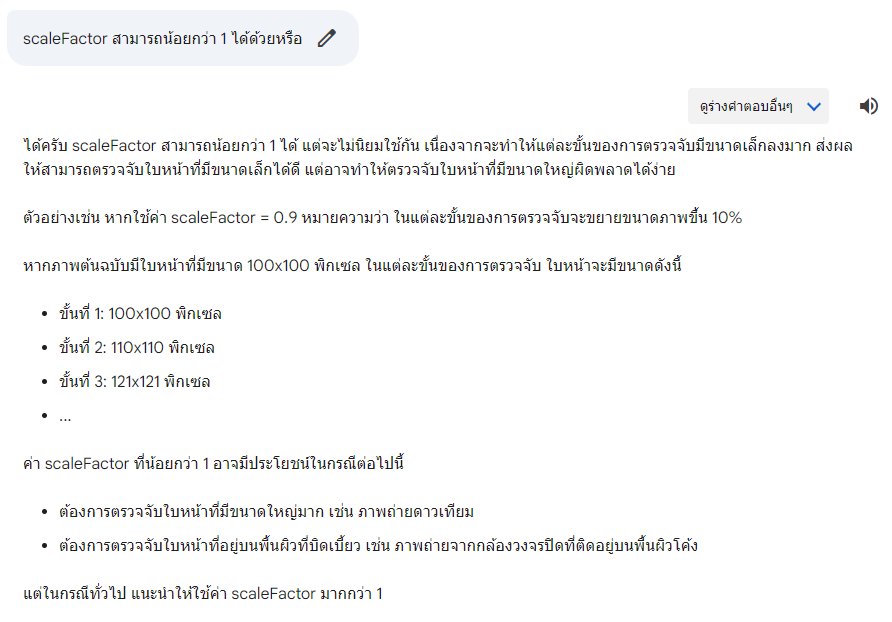 scaleFactor สามารถน้อยกว่า 1 ได้ด้วยหรือ
ดูร่างคำตอบอื่นๆ
ได้ครับ scaleFactor สามารถน้อยกว่า 1 ได้ แต่จะไม่นิยมใช้กัน เนื่องจากจะทำให้แต่ละขั้นของการตรวจจับมีขนาดเล็กลงมาก ส่งผล
ให้สามารถตรวจจับใบหน้าที่มีขนาดเล็กได้ดี แต่อาจทำให้ตรวจจับใบหน้าที่มีขนาดใหญ่ผิดพลาดได้ง่าย
ตัวอย่างเช่น หากใช้ค่า scaleFactor = 0.9 หมายความว่า ในแต่ละขั้นของการตรวจจับจะขยายขนาดภาพขึ้น 10%
หากภาพต้นฉบับมีใบหน้าที่มีขนาด 100x100 พิกเซล ในแต่ละขั้นของการตรวจจับ ใบหน้าจะมีขนาดดังนี้
• ขั้นที่ 1: 100x100 พิกเซล
• ขั้นที่ 2: 110x110 พิกเซล
• ขั้นที่ 3: 121x121 พิกเซล
• ...
ค่า scaleFactor ที่น้อยกว่า 1 อาจมีประโยชน์ในกรณีต่อไปนี้
• ต้องการตรวจจับใบหน้าที่มีขนาดใหญ่มาก เช่น ภาพถ่ายดาวเทียม
• ต้องการตรวจจับใบหน้าที่อยู่บนพื้นผิวที่บิดเบี้ยว เช่น ภาพถ่ายจากกล้องวงจรปิดที่ติดอยู่บนพื้นผิวโค้ง
แต่ในกรณีทั่วไป แนะนำให้ใช้ค่า scaleFactor มากกว่า 1